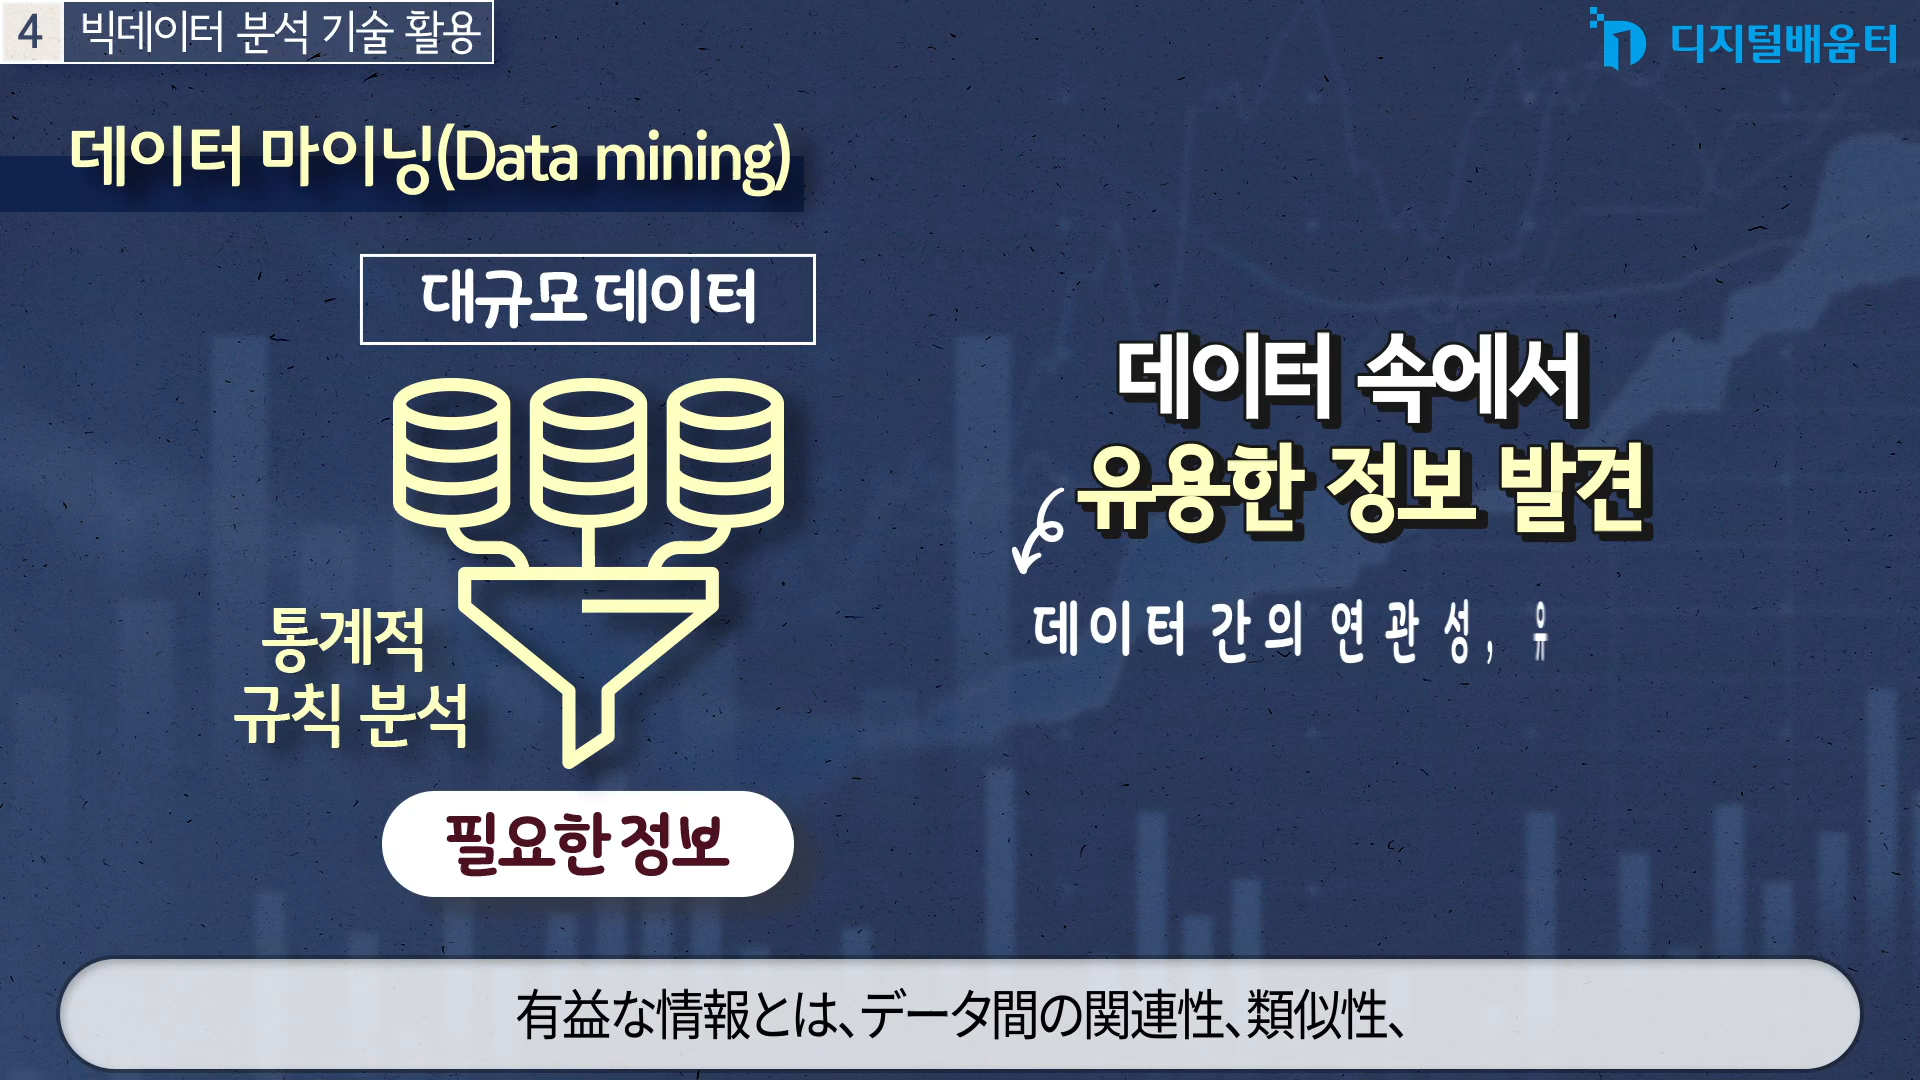 4 빅데이터 분석 기술 활용
디지털배움터
데이터 마이닝(Data mining)
대규모 데이터
데이터 속에서
유용한 정보 발견
데이터 간의 연관성, 유
통계적
규칙 분석
필요한 정보
有益な情報とは、データ間の関連性、類似性、